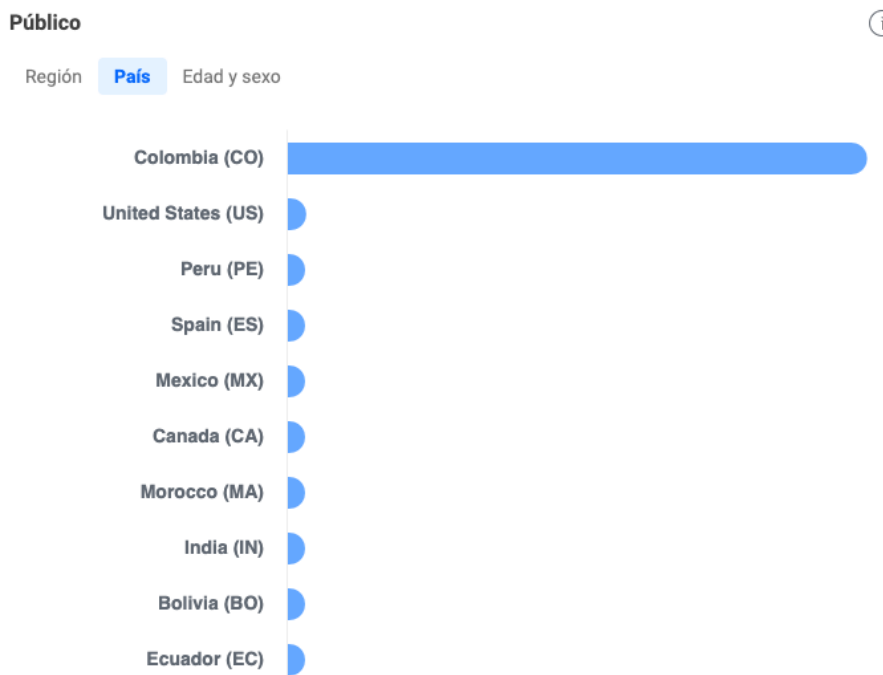 Público
Región País Edad y sexo
Colombia (CO)
United States (US)
Peru (PE)
Spain (ES)
Mexico (MX)
Canada (CA)
Morocco (MA)
India (IN)
Bolivia (BO)
Ecuador (EC)